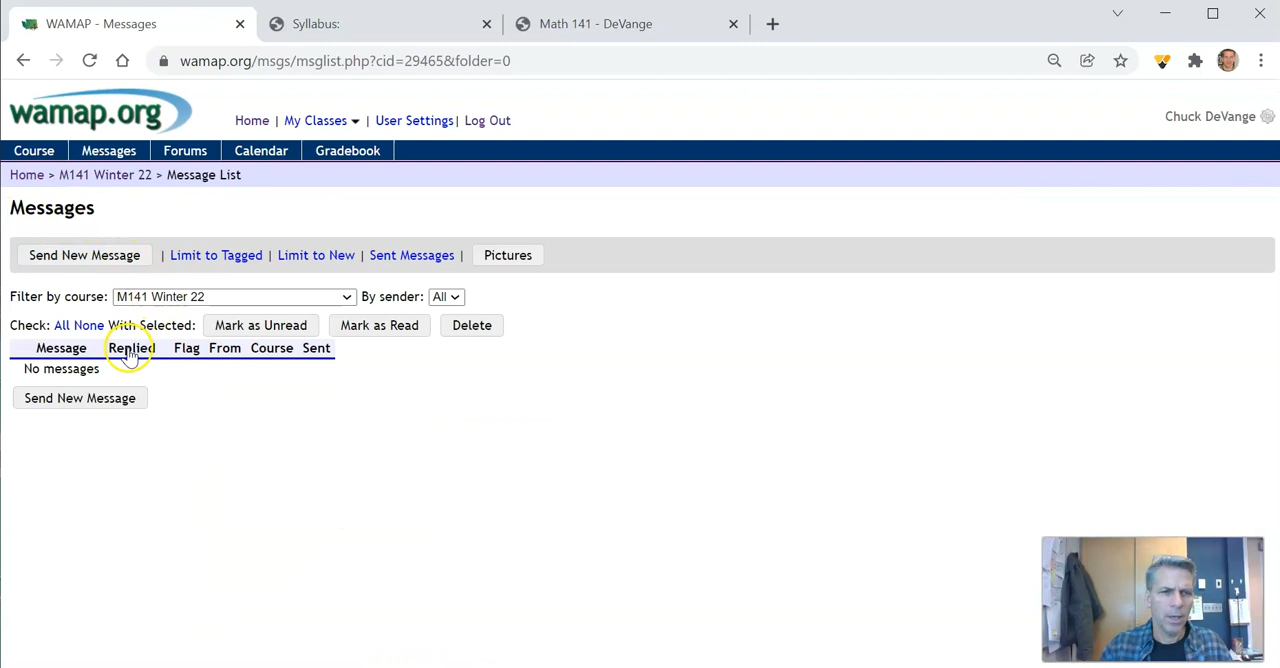 WAMAP - Messages
Syllabus:
Math 141 - DeVange
wamap.org/msgs/msglist.php?cid=29465&folder=0
wamap.org
Home | My Classes | User Settings | Log Out
Chuck DeVange
Course Messages Forums Calendar Gradebook
Home > M141 Winter 22 > Message List
Messages
Send New Message | Limit to Tagged | Limit to New | Sent Messages | Pictures
Filter by course: M141 Winter 22 By sender: All
Check: All None With Selected: Mark as Unread Mark as Read Delete
Message Replied Flag From Course Sent
No messages
Send New Message